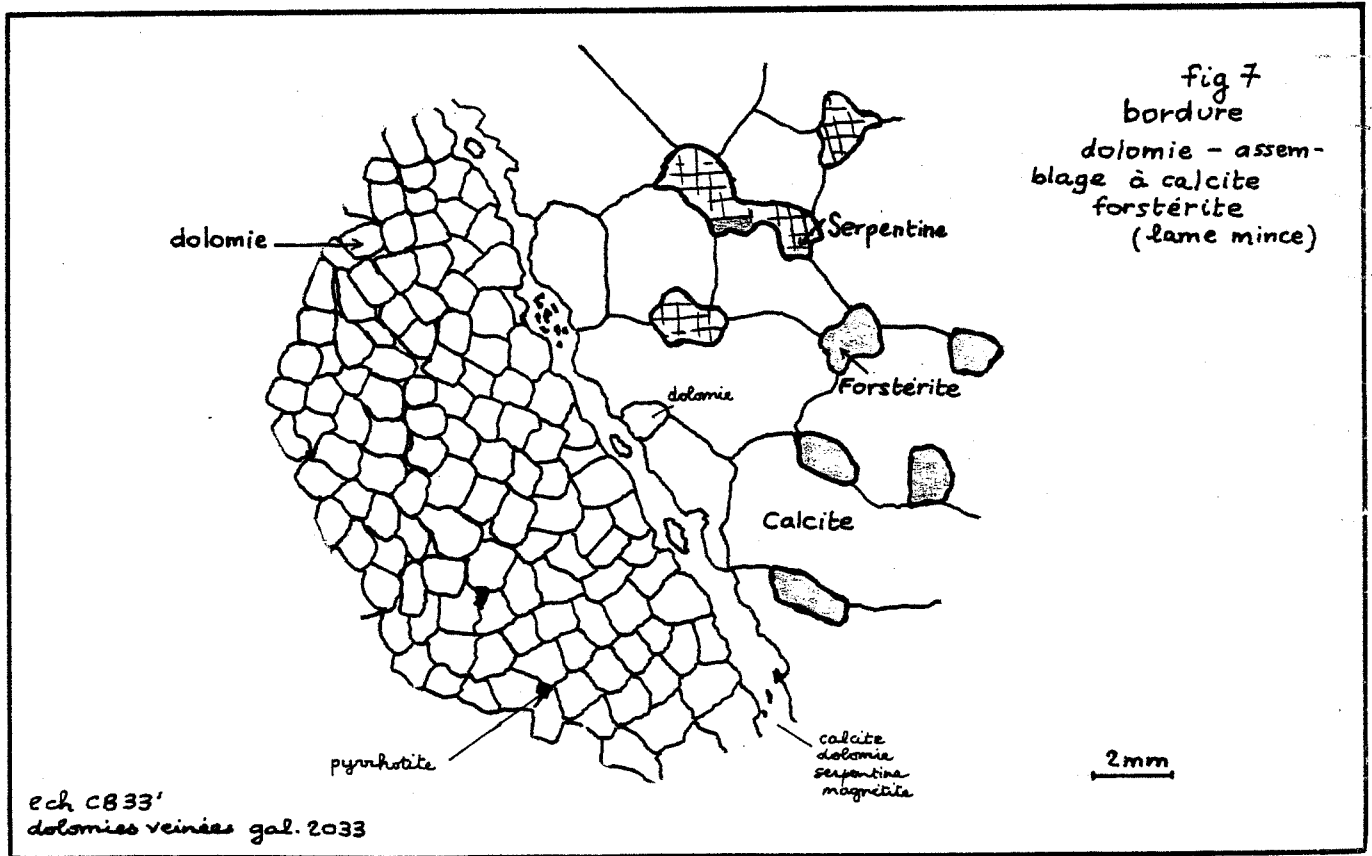 fig 7
bordure
dolomie - assem-
blage à calcite
forstérite
(lame mince)
dolomie
Serpentine
Forstérite
dolomie
Calcite
pyrrhotite
calcite
dolomie
serpentine
magnétite
2mm
ech CB33'
dolomies veinées gal. 2033